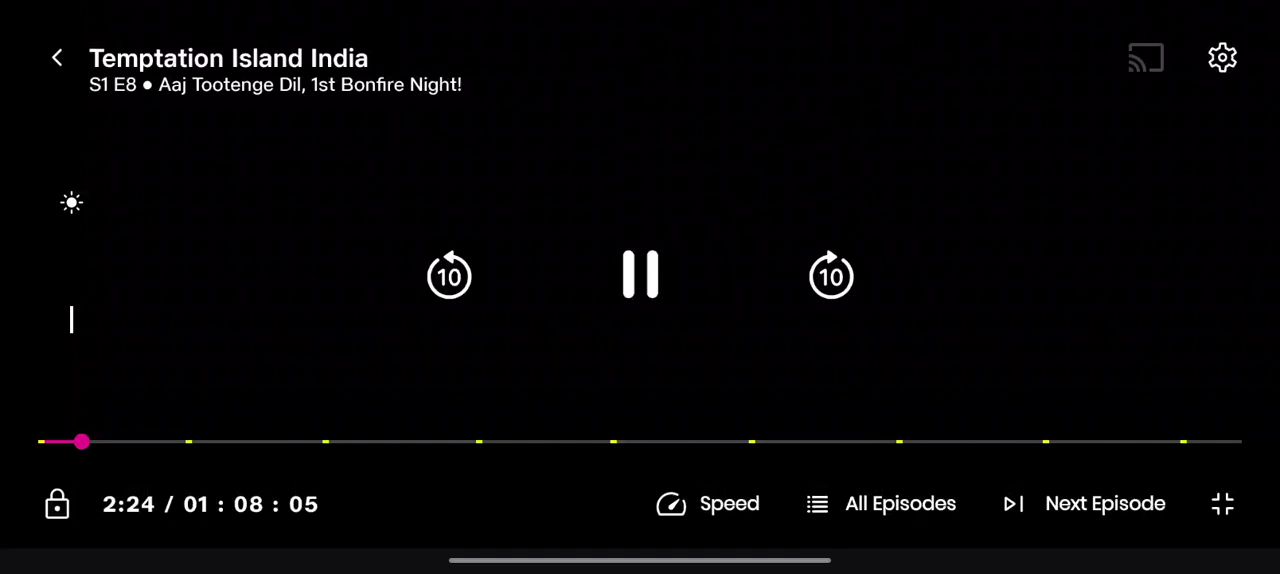 Temptation Island India
S1 E8 ● Aaj Tootenge Dil, 1st Bonfire Night!
10
10
2:24 / 01 : 08 : 05
Speed
All Episodes
Next Episode